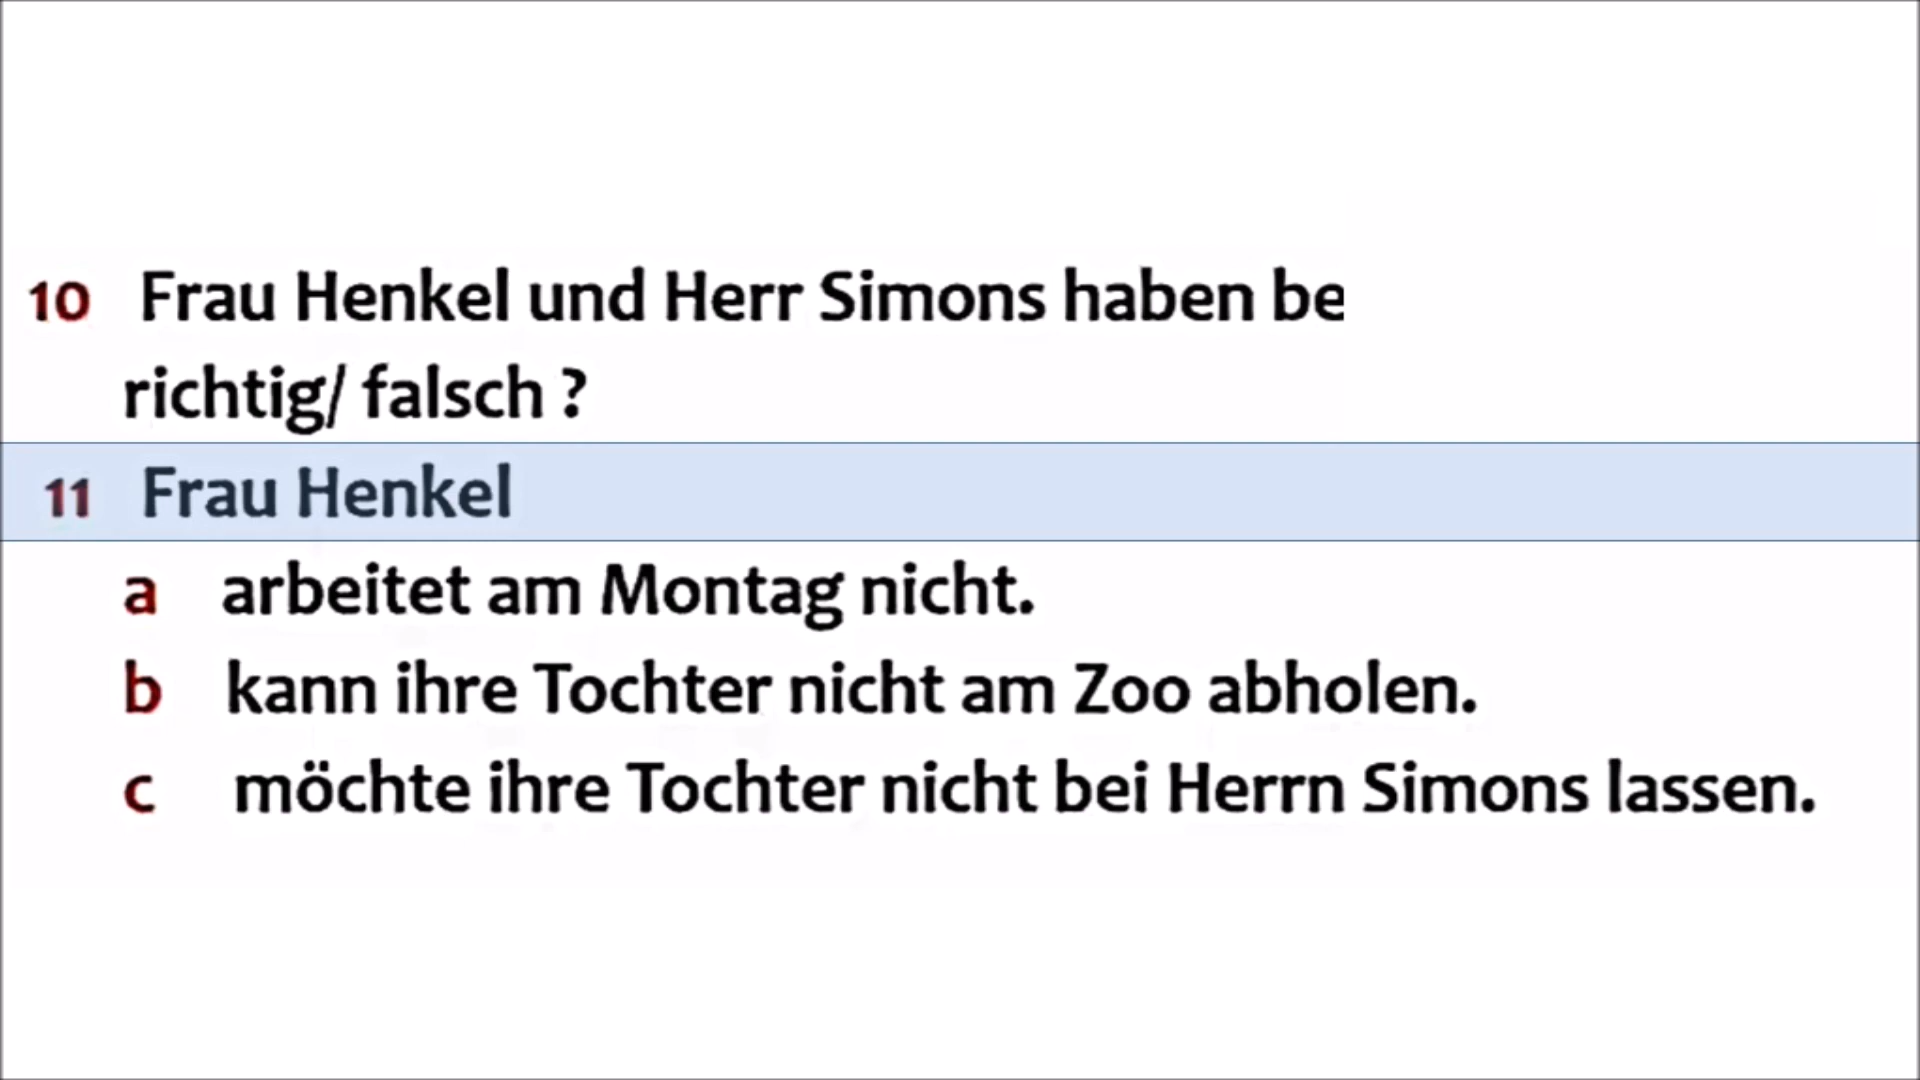 10 Frau Henkel und Herr Simons haben be
richtig/ falsch ?
11 Frau Henkel
a arbeitet am Montag nicht.
b kann ihre Tochter nicht am Zoo abholen.
c möchte ihre Tochter nicht bei Herrn Simons lassen.